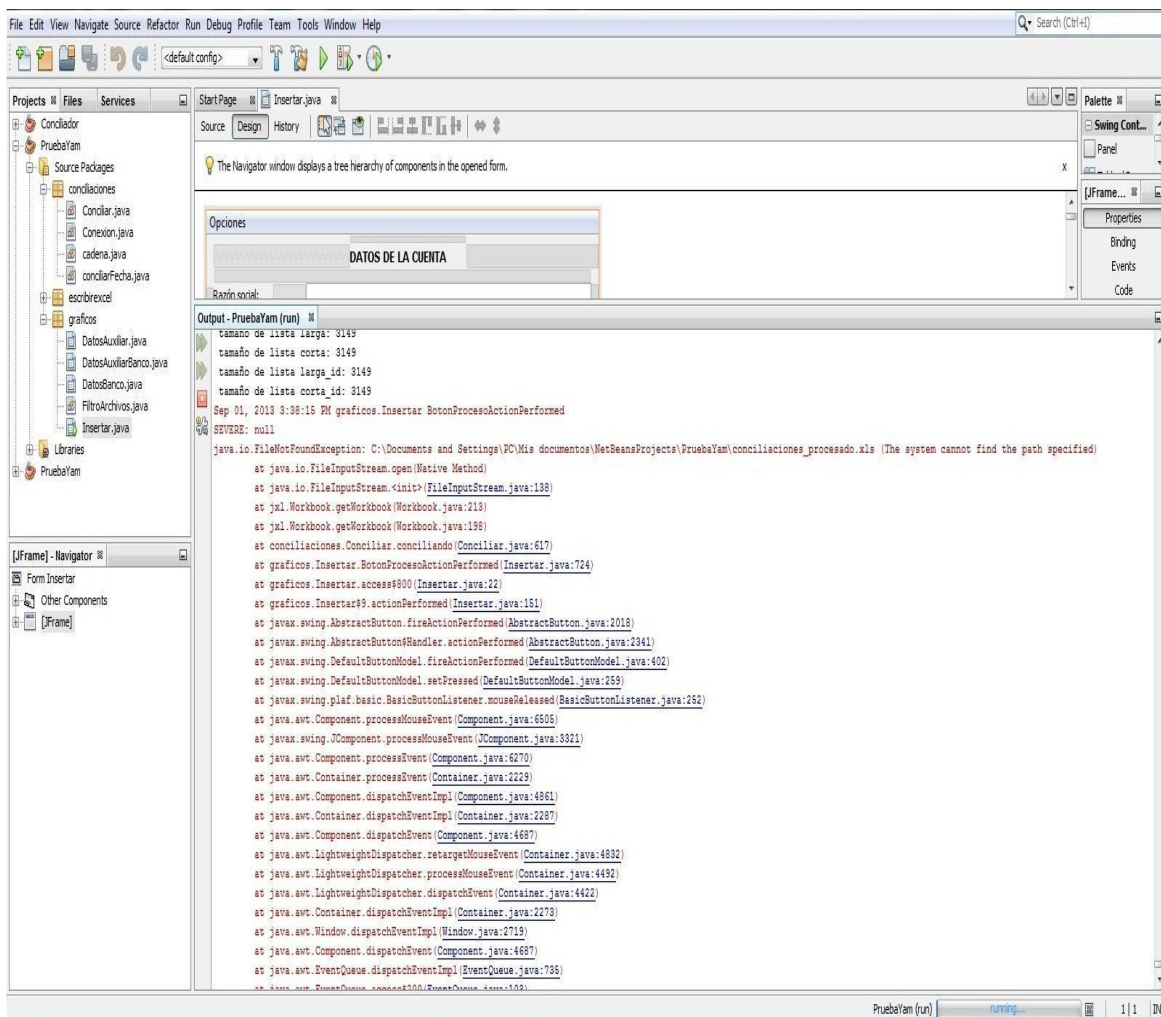 File Edit View Navigate Source Refactor Run Debug Profile Team Tools Window Help
Search (Ctrl+I)
<default config>
Projects Files Services
Conciliador
PruebaYam
Source Packages
conciliaciones
Conciliar.java
Conexion.java
cadena.java
conciliarFecha.java
escribirexcel
graficos
DatosAuxiliar.java
DatosAuxiliarBanco.java
DatosBanco.java
FiltroArchivos.java
Insertar.java
Libraries
PruebaYam
[JFrame] - Navigator
Form Insertar
Other Components
[JFrame]
Start Page Insertar.java
Source Design History
The Navigator window displays a tree hierarchy of components in the opened form. x
Opciones
DATOS DE LA CUENTA
Razón social:
Palette
Swing Cont...
Panel
[JFrame...
Properties
Binding
Events
Code
Output - PruebaYam (run)
tamaño de lista larga: 3149
tamaño de lista corta: 3149
tamaño de lista larga_id: 3149
tamaño de lista corta_id: 3149
Sep 01, 2013 3:38:15 PM graficos.Insertar BotonProcesoActionPerformed
SEVERE: null
java.io.FileNotFoundException: C:\Documents and Settings\PC\Mis documentos\NetBeansProjects\PruebaYam\conciliaciones_procesado.xls (The system cannot find the path specified)
at java.io.FileInputStream.open(Native Method)
at java.io.FileInputStream.<init>(FileInputStream.java:138)
at jxl.Workbook.getWorkbook(Workbook.java:213)
at jxl.Workbook.getWorkbook(Workbook.java:198)
at conciliaciones.Conciliar.conciliando(Conciliar.java:617)
at graficos.Insertar.BotonProcesoActionPerformed(Insertar.java:724)
at graficos.Insertar.access$800(Insertar.java:22)
at graficos.Insertar$9.actionPerformed(Insertar.java:151)
at javax.swing.AbstractButton.fireActionPerformed(AbstractButton.java:2018)
at javax.swing.AbstractButton$Handler.actionPerformed(AbstractButton.java:2341)
at javax.swing.DefaultButtonModel.fireActionPerformed(DefaultButtonModel.java:402)
at javax.swing.DefaultButtonModel.setPressed(DefaultButtonModel.java:259)
at javax.swing.plaf.basic.BasicButtonListener.mouseReleased(BasicButtonListener.java:252)
at java.awt.Component.processMouseEvent(Component.java:6505)
at javax.swing.JComponent.processMouseEvent(JComponent.java:3321)
at java.awt.Component.processEvent(Component.java:6270)
at java.awt.Container.processEvent(Container.java:2229)
at java.awt.Component.dispatchEventImpl(Component.java:4861)
at java.awt.Container.dispatchEventImpl(Container.java:2287)
at java.awt.Component.dispatchEvent(Component.java:4687)
at java.awt.LightweightDispatcher.retargetMouseEvent(Container.java:4832)
at java.awt.LightweightDispatcher.processMouseEvent(Container.java:4492)
at java.awt.LightweightDispatcher.dispatchEvent(Container.java:4422)
at java.awt.Container.dispatchEventImpl(Container.java:2273)
at java.awt.Window.dispatchEventImpl(Window.java:2719)
at java.awt.Component.dispatchEvent(Component.java:4687)
at java.awt.EventQueue.dispatchEventImpl(EventQueue.java:735)
at java.awt.EventQueue.access$200(EventQueue.java:103)
PruebaYam (run) running... 1|1 IN